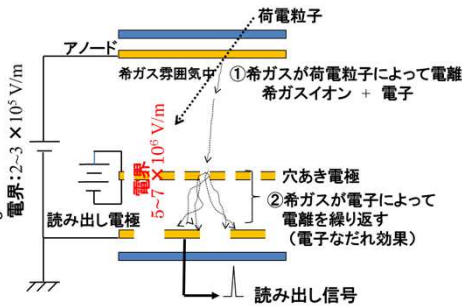 荷電粒子
アノード
希ガス雰囲気中
①希ガスが荷電粒子によって電離
希ガスイオン + 電子
電界:2~3 ×10⁵ V/m
電界
5~7 ×10⁶ V/m
穴あき電極
②希ガスが電子によって
電離を繰り返す
(電子なだれ効果)
読み出し電極
読み出し信号